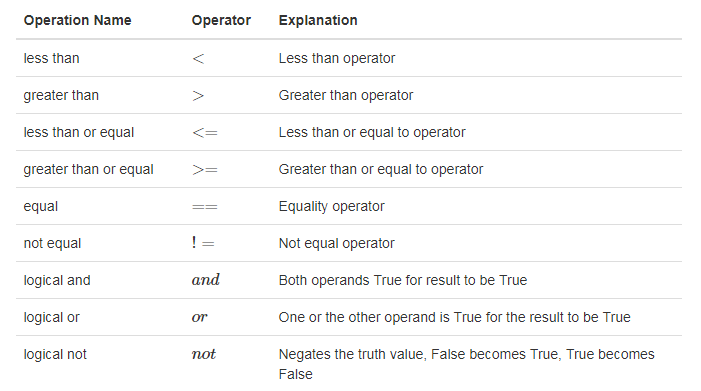 Operation Name Operator Explanation
less than < Less than operator
greater than > Greater than operator
less than or equal <= Less than or equal to operator
greater than or equal >= Greater than or equal to operator
equal == Equality operator
not equal ! = Not equal operator
logical and and Both operands True for result to be True
logical or or One or the other operand is True for the result to be True
logical not not Negates the truth value, False becomes True, True becomes
False